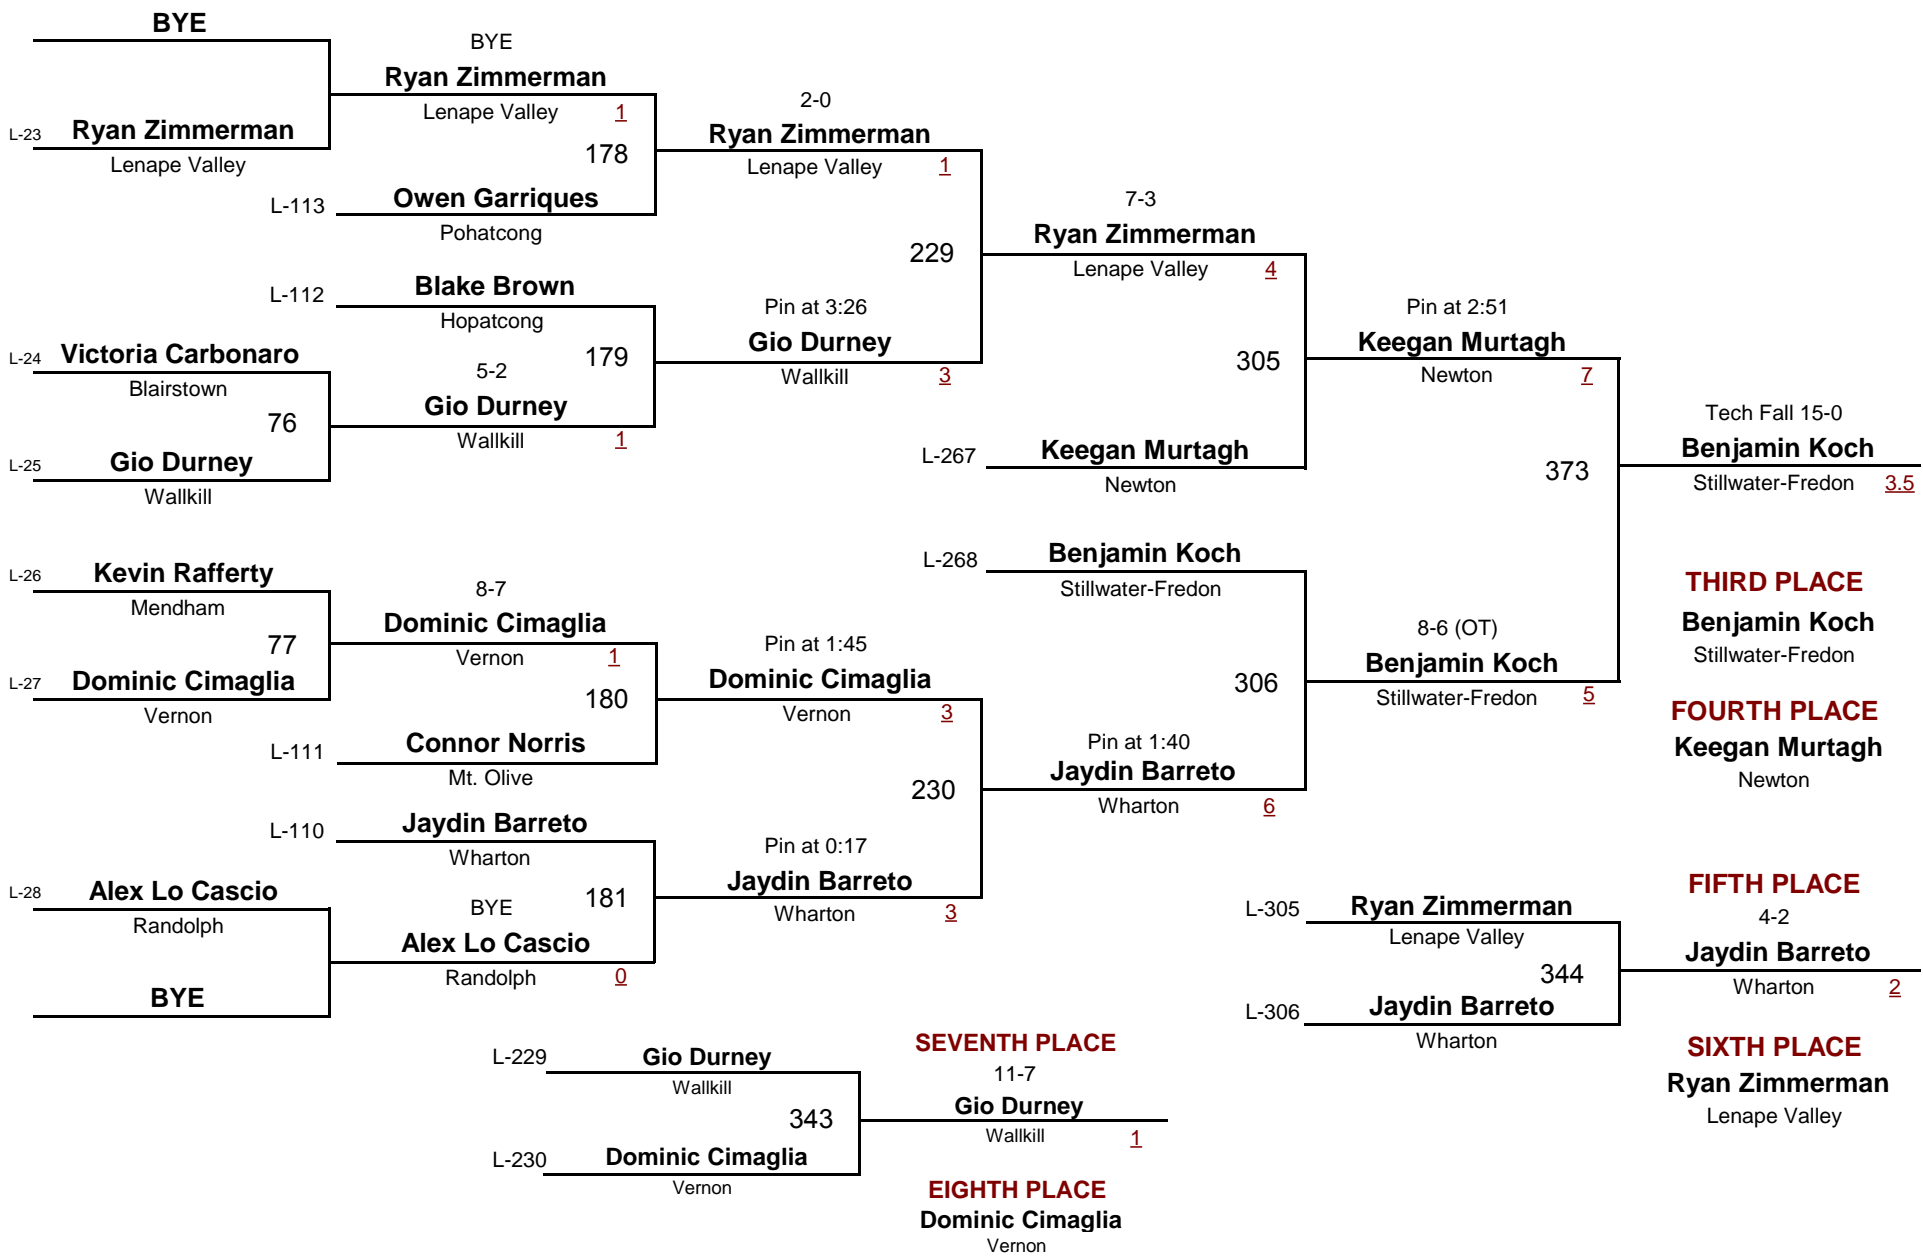 BYE
L-23 Ryan Zimmerman
Lenape Valley
L-24 Victoria Carbonaro
Blairstown
76
L-25 Gio Durney
Wallkill
L-26 Kevin Rafferty
Mendham
77
L-27 Dominic Cimaglia
Vernon
L-28 Alex Lo Cascio
Randolph
BYE
BYE
Ryan Zimmerman
Lenape Valley 1
178
L-113 Owen Garriques
Pohatcong
L-112 Blake Brown
Hopatcong
179
5-2
Gio Durney
Wallkill 1
8-7
Dominic Cimaglia
Vernon 1
180
L-111 Connor Norris
Mt. Olive
L-110 Jaydin Barreto
Wharton
181
BYE
Alex Lo Cascio
Randolph 0
2-0
Ryan Zimmerman
Lenape Valley 1
229
Pin at 3:26
Gio Durney
Wallkill 3
Pin at 1:45
Dominic Cimaglia
Vernon 3
230
Pin at 0:17
Jaydin Barreto
Wharton 3
7-3
Ryan Zimmerman
Lenape Valley 4
305
L-267 Keegan Murtagh
Newton
L-268 Benjamin Koch
Stillwater-Fredon
306
Pin at 1:40
Jaydin Barreto
Wharton 6
Pin at 2:51
Keegan Murtagh
Newton 7
373
8-6 (OT)
Benjamin Koch
Stillwater-Fredon 5
Tech Fall 15-0
Benjamin Koch
Stillwater-Fredon 3.5
THIRD PLACE
Benjamin Koch
Stillwater-Fredon
FOURTH PLACE
Keegan Murtagh
Newton
L-305 Ryan Zimmerman
Lenape Valley
344
L-306 Jaydin Barreto
Wharton
FIFTH PLACE
4-2
Jaydin Barreto
Wharton 2
SIXTH PLACE
Ryan Zimmerman
Lenape Valley
L-229 Gio Durney
Wallkill
343
L-230 Dominic Cimaglia
Vernon
SEVENTH PLACE
11-7
Gio Durney
Wallkill 1
EIGHTH PLACE
Dominic Cimaglia
Vernon